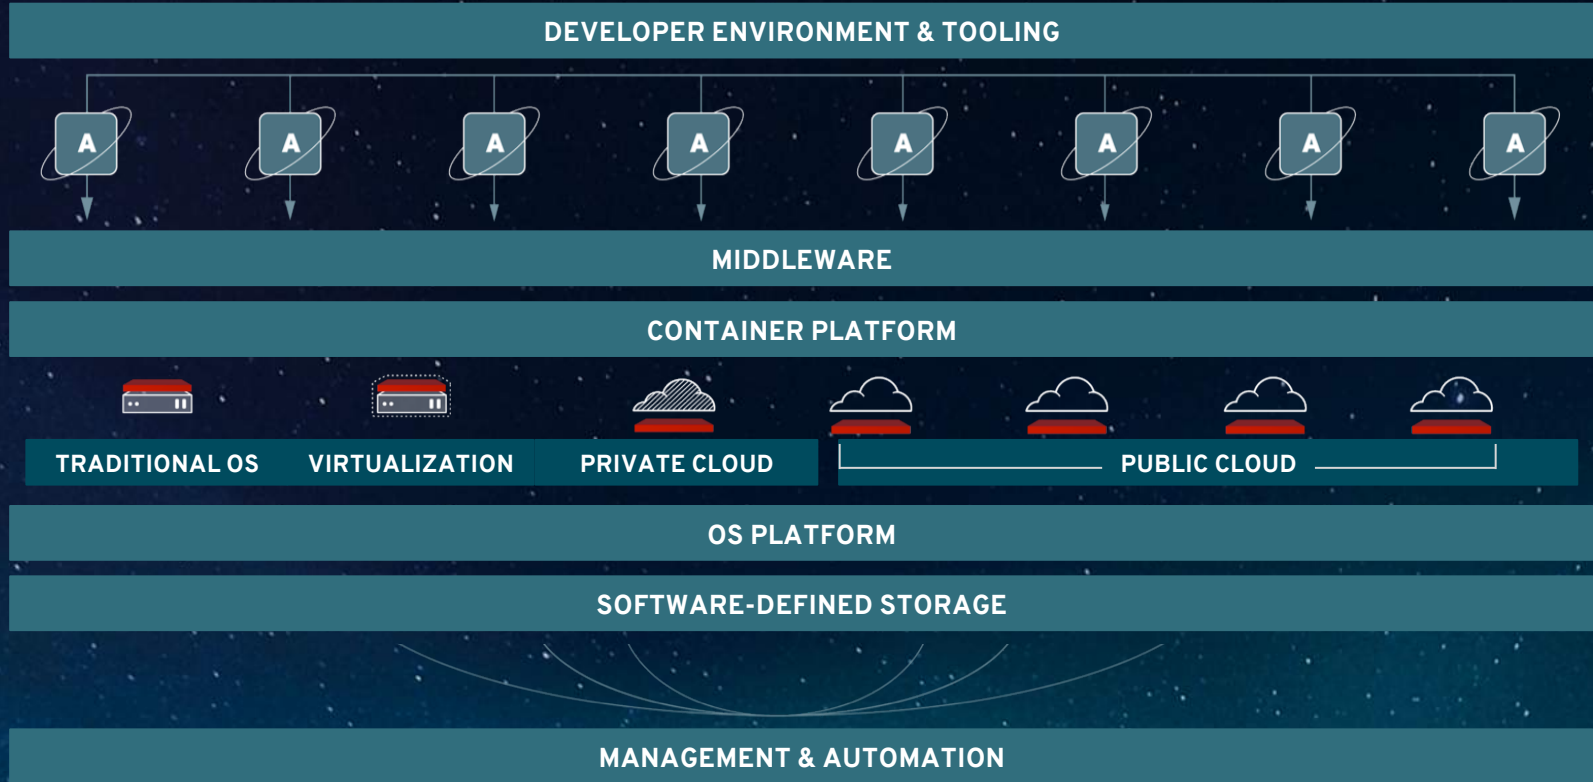 DEVELOPER ENVIRONMENT & TOOLING
A A A A A A A A
MIDDLEWARE
CONTAINER PLATFORM
TRADITIONAL OS VIRTUALIZATION PRIVATE CLOUD PUBLIC CLOUD
OS PLATFORM
SOFTWARE-DEFINED STORAGE
MANAGEMENT & AUTOMATION